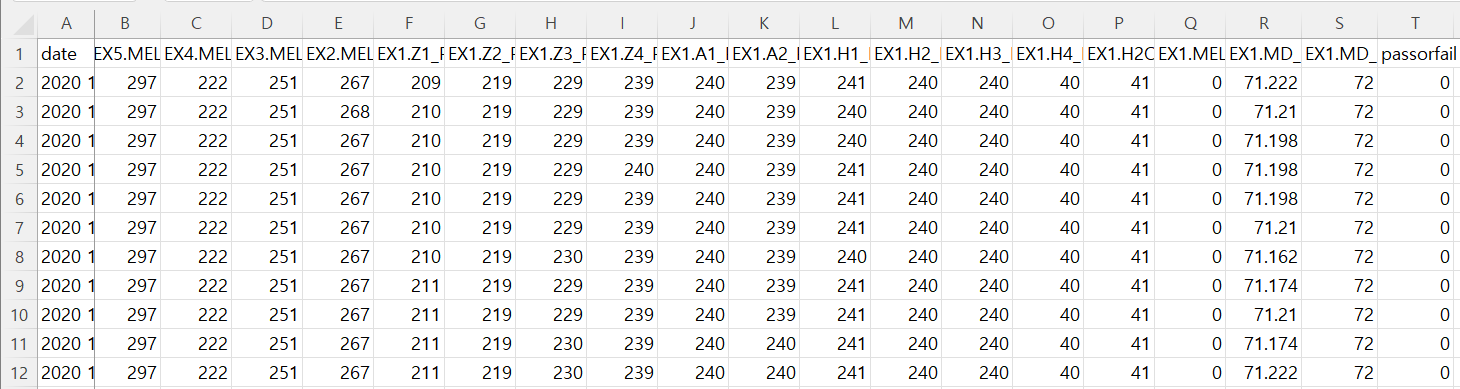 A B C D E F G H I J K L M N O P Q R S T
1 date EX5.MEL EX4.MEL EX3.MEL EX2.MEL EX1.Z1_F EX1.Z2_F EX1.Z3_F EX1.Z4_F EX1.A1_ EX1.A2_ EX1.H1_ EX1.H2_ EX1.H3_ EX1.H4_ EX1.H2O EX1.MEL EX1.MD_ EX1.MD_ passorfail
2 2020 1 297 222 251 267 209 219 229 239 240 239 241 240 240 40 41 0 71.222 72 0
3 2020 1 297 222 251 268 210 219 229 239 240 239 240 240 240 40 41 0 71.21 72 0
4 2020 1 297 222 251 267 210 219 229 239 240 239 240 240 240 40 41 0 71.198 72 0
5 2020 1 297 222 251 267 210 219 229 240 240 239 241 240 240 40 41 0 71.198 72 0
6 2020 1 297 222 251 267 210 219 229 239 240 239 241 240 240 40 41 0 71.198 72 0
7 2020 1 297 222 251 267 210 219 229 239 240 239 241 240 240 40 41 0 71.21 72 0
8 2020 1 297 222 251 267 210 219 230 239 240 239 240 240 240 40 41 0 71.162 72 0
9 2020 1 297 222 251 267 211 219 229 239 240 239 241 240 240 40 41 0 71.174 72 0
10 2020 1 297 222 251 267 211 219 229 239 240 239 241 240 240 40 41 0 71.21 72 0
11 2020 1 297 222 251 267 211 219 230 239 240 240 241 240 240 40 41 0 71.174 72 0
12 2020 1 297 222 251 267 211 219 230 239 240 240 241 240 240 40 41 0 71.222 72 0